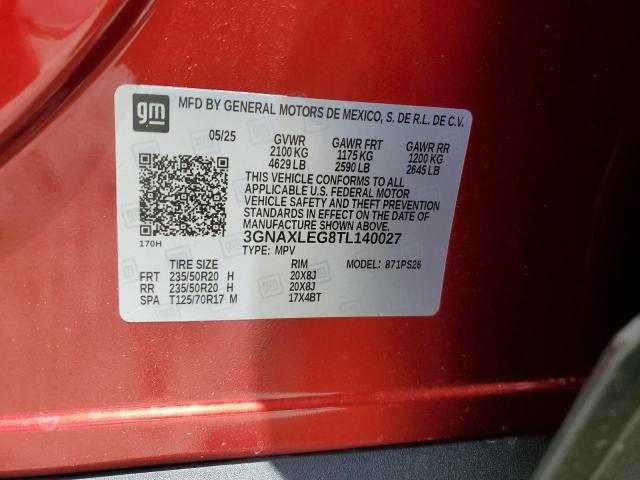 gm MFD BY GENERAL MOTORS DE MEXICO, S. DE R.L. DE C.V.
05/25 GVWR GAWR FRT GAWR RR
2100 KG 1175 KG 1200 KG
4629 LB 2590 LB 2645 LB
THIS VEHICLE CONFORMS TO ALL
APPLICABLE U.S. FEDERAL MOTOR
VEHICLE SAFETY AND THEFT PREVENTION
STANDARDS IN EFFECT ON THE DATE
OF MANUFACTURE SHOWN ABOVE.
3GNAXLEG8TL140027
170H TYPE: MPV
TIRE SIZE RIM MODEL: 871PS26
FRT 235/50R20 H 20X8J
RR 235/50R20 H 20X8J
SPA T125/70R17 M 17X4BT